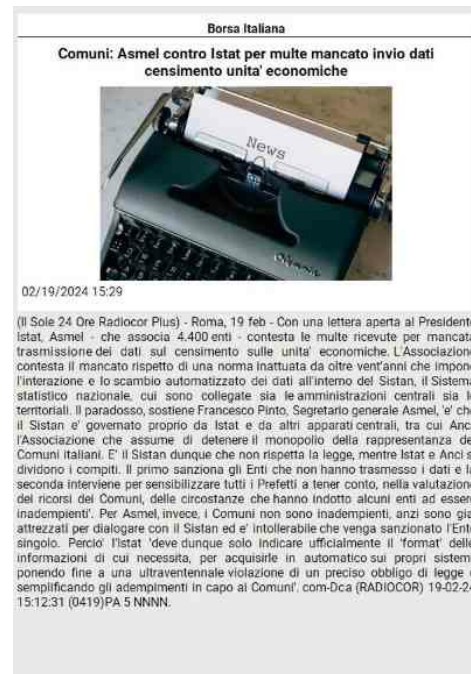 Borsa Italiana
Comuni: Asmel contro Istat per multe mancato invio dati
censimento unita' economiche
News
Olympia
02/19/2024 15:29
(Il Sole 24 Ore Radiocor Plus) - Roma, 19 feb - Con una lettera aperta al Presidente
Istat, Asmel - che associa 4.400 enti - contesta le multe ricevute per mancata
trasmissione dei dati sul censimento sulle unita' economiche. L'Associazione
contesta il mancato rispetto di una norma inattuata da oltre vent'anni che impone
l'interazione e lo scambio automatizzato dei dati all'interno del Sistan, il Sistema
statistico nazionale, cui sono collegate sia le amministrazioni centrali sia le
territoriali. Il paradosso, sostiene Francesco Pinto, Segretario generale Asmel, 'e' che
il Sistan e' governato proprio da Istat e da altri apparati centrali, tra cui Anci
l'Associazione che assume di detenere il monopolio della rappresentanza dei
Comuni italiani. E' il Sistan dunque che non rispetta la legge, mentre Istat e Anci si
dividono i compiti. Il primo sanziona gli Enti che non hanno trasmesso i dati e la
seconda interviene per sensibilizzare tutti i Prefetti a tener conto, nella valutazione
dei ricorsi dei Comuni, delle circostanze che hanno indotto alcuni enti ad essere
inadempienti'. Per Asmel, invece, i Comuni non sono inadempienti, anzi sono gia'
attrezzati per dialogare con il Sistan ed e' intollerabile che venga sanzionato l'Ente
singolo. Percio' l'Istat 'deve dunque solo indicare ufficialmente il 'format' delle
informazioni di cui necessita, per acquisirle in automatico sui propri sistemi
ponendo fine a una ultraventennale violazione di un preciso obbligo di legge e
semplificando gli adempimenti in capo ai Comuni'. com-Dca (RADIOCOR) 19-02-24
15:12:31 (0419)PA 5 NNNN.